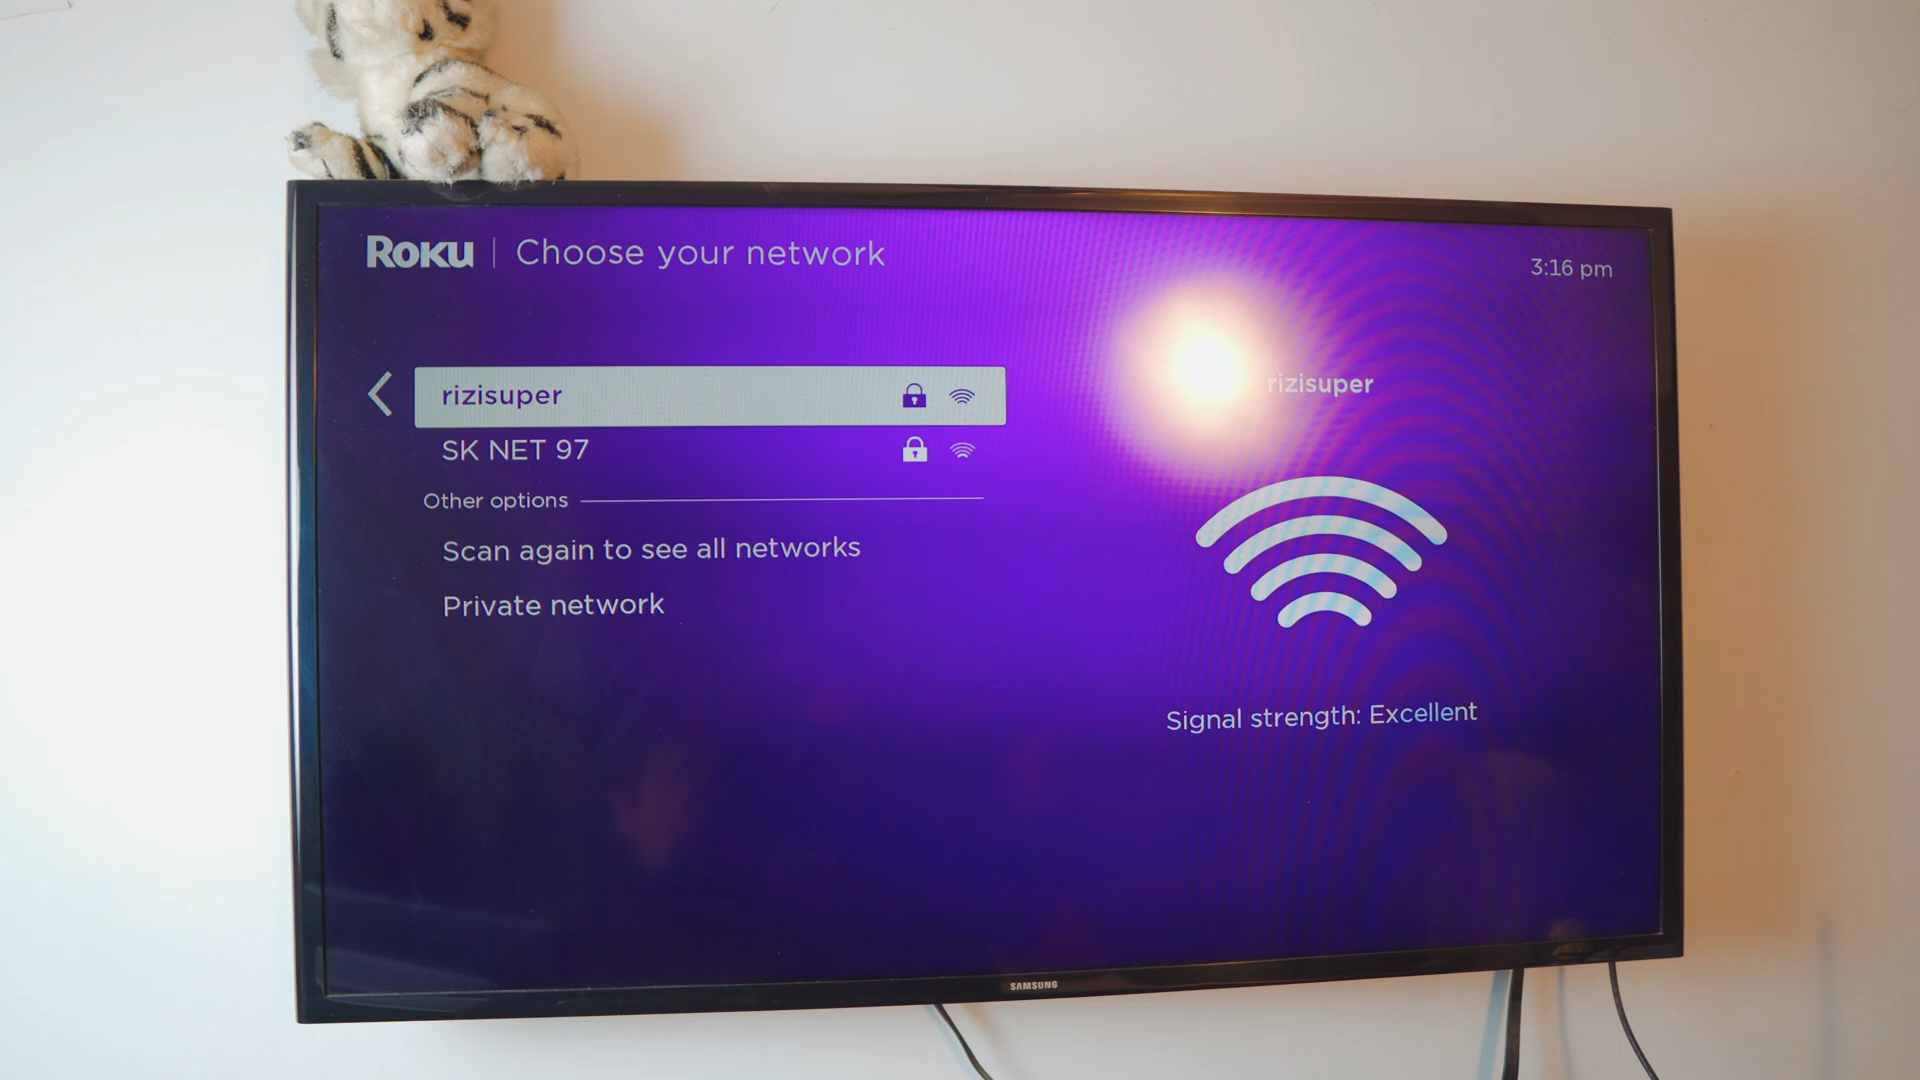 Roku | Choose your network
3:16 pm
rizisuper
SK NET 97
Other options
Scan again to see all networks
Private network
rizisuper
Signal strength: Excellent
SAMSUNG